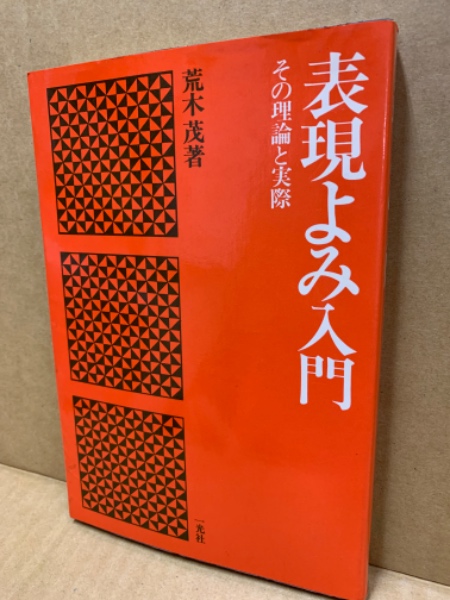 表現よみ入門
その理論と実際
荒木茂著
一光社